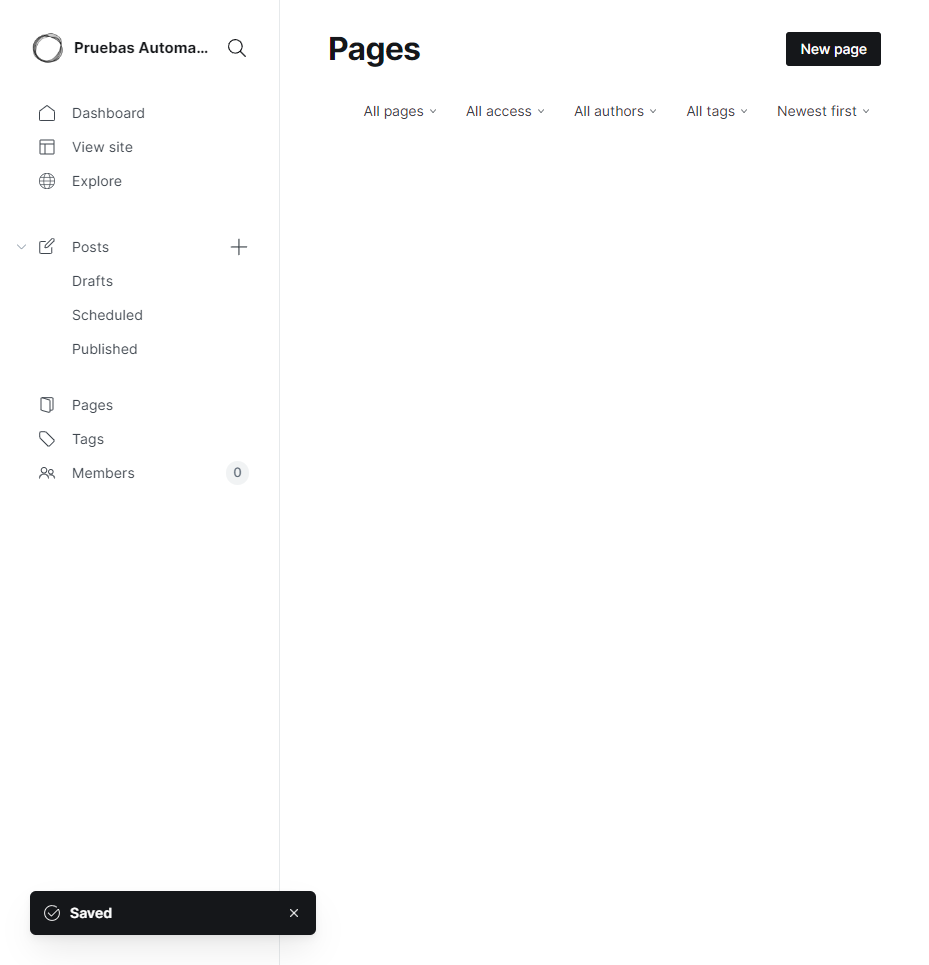 Pruebas Automa...
Dashboard
View site
Explore
Posts
Drafts
Scheduled
Published
Pages
Tags
Members 0
Saved
Pages
New page
All pages All access All authors All tags Newest first